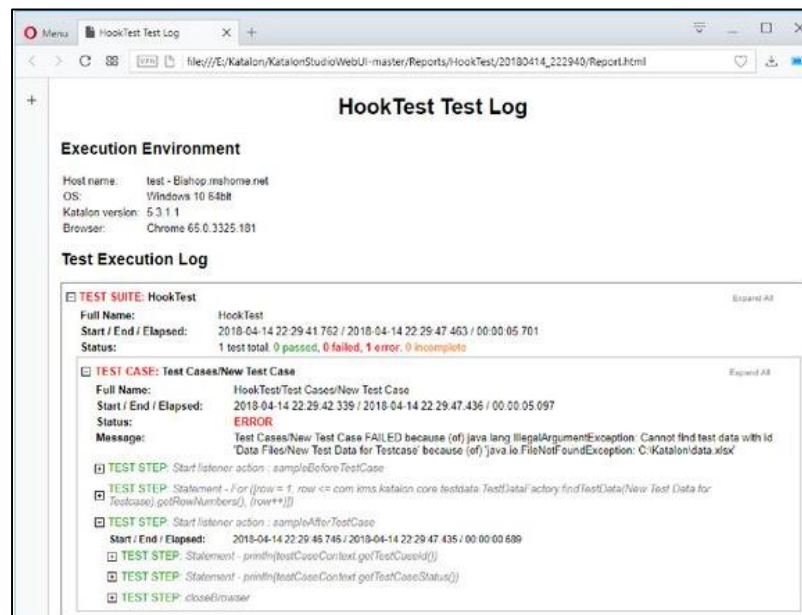 Menu
HookTest Test Log
VPN
file:///E:/Katalon/KatalonStudioWebUI-master/Reports/HookTest/20180414_222940/Report.html
HookTest Test Log
Execution Environment
Host name: test - Bishop.mshome.net
OS: Windows 10 64bit
Katalon version: 5.3.1.1
Browser: Chrome 65.0.3325.181
Test Execution Log
TEST SUITE: HookTest Expand All
Full Name: HookTest
Start / End / Elapsed: 2018-04-14 22:29:41.762 / 2018-04-14 22:29:47.463 / 00:00:05.701
Status: 1 test total, 0 passed, 0 failed, 1 error, 0 incomplete
TEST CASE: Test Cases/New Test Case Expand All
Full Name: HookTest/Test Cases/New Test Case
Start / End / Elapsed: 2018-04-14 22:29:42.339 / 2018-04-14 22:29:47.436 / 00:00:05.097
Status: ERROR
Message: Test Cases/New Test Case FAILED because (of) java.lang.IllegalArgumentException: Cannot find test data with id
'Data Files/New Test Data for Testcase' because (of) 'java.io.FileNotFoundException: C:\Katalon\data.xlsx'
TEST STEP: Start listener action : sampleBeforeTestCase
TEST STEP: Statement - For ([row = 1, row <= com.kms.katalon.core.testdata.TestDataFactory.findTestData(New Test Data for
Testcase).getRowNumbers(), (row++)])
TEST STEP: Start listener action : sampleAfterTestCase
Start / End / Elapsed: 2018-04-14 22:29:46.746 / 2018-04-14 22:29:47.435 / 00:00:00.689
TEST STEP: Statement - println(testCaseContext.getTestCaseId())
TEST STEP: Statement - println(testCaseContext.getTestCaseStatus())
TEST STEP: closeBrowser